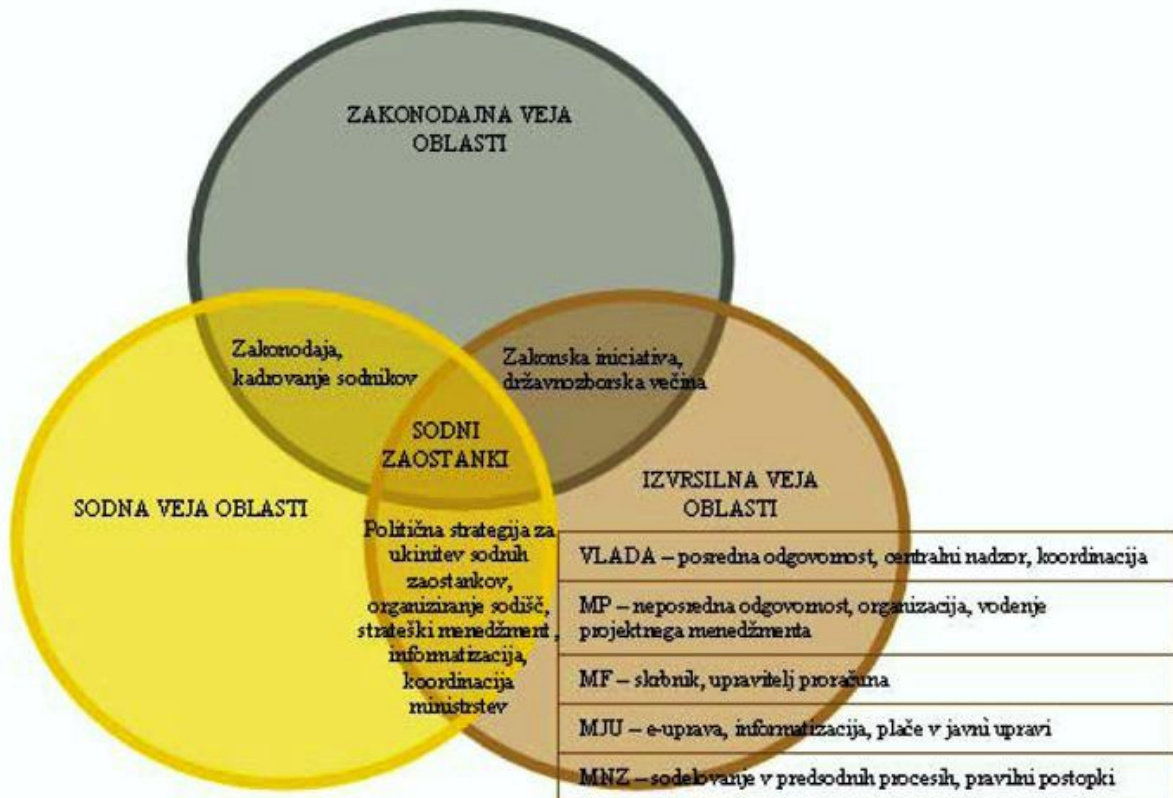 ZAKONODAJNA VEJA
OBLASTI
Zakonodaja,
kadrovanje sodnikov
Zakonska iniciativa,
državnozborska večina
SODNI
ZAOSTANKI
SODNA VEJA OBLASTI
IZVRSILNA VEJA
OBLASTI
Politična strategija za
ukinitev sodnih
zaostankov,
organiziranje sodišč,
strateški menedžment,
informatizacija,
koordinacija
ministrstev
VLADA – posredna odgovornost, centralni nadzor, koordinacija
MP – neposredna odgovornost, organizacija, vodenje
projektnega menedžmenta
MF – skrbnik, upravitelj proračuna
MJU – e-uprava, informatizacija, plače v javni upravi
MNZ – sodelovanje v predsodnih procesih, pravilni postopki